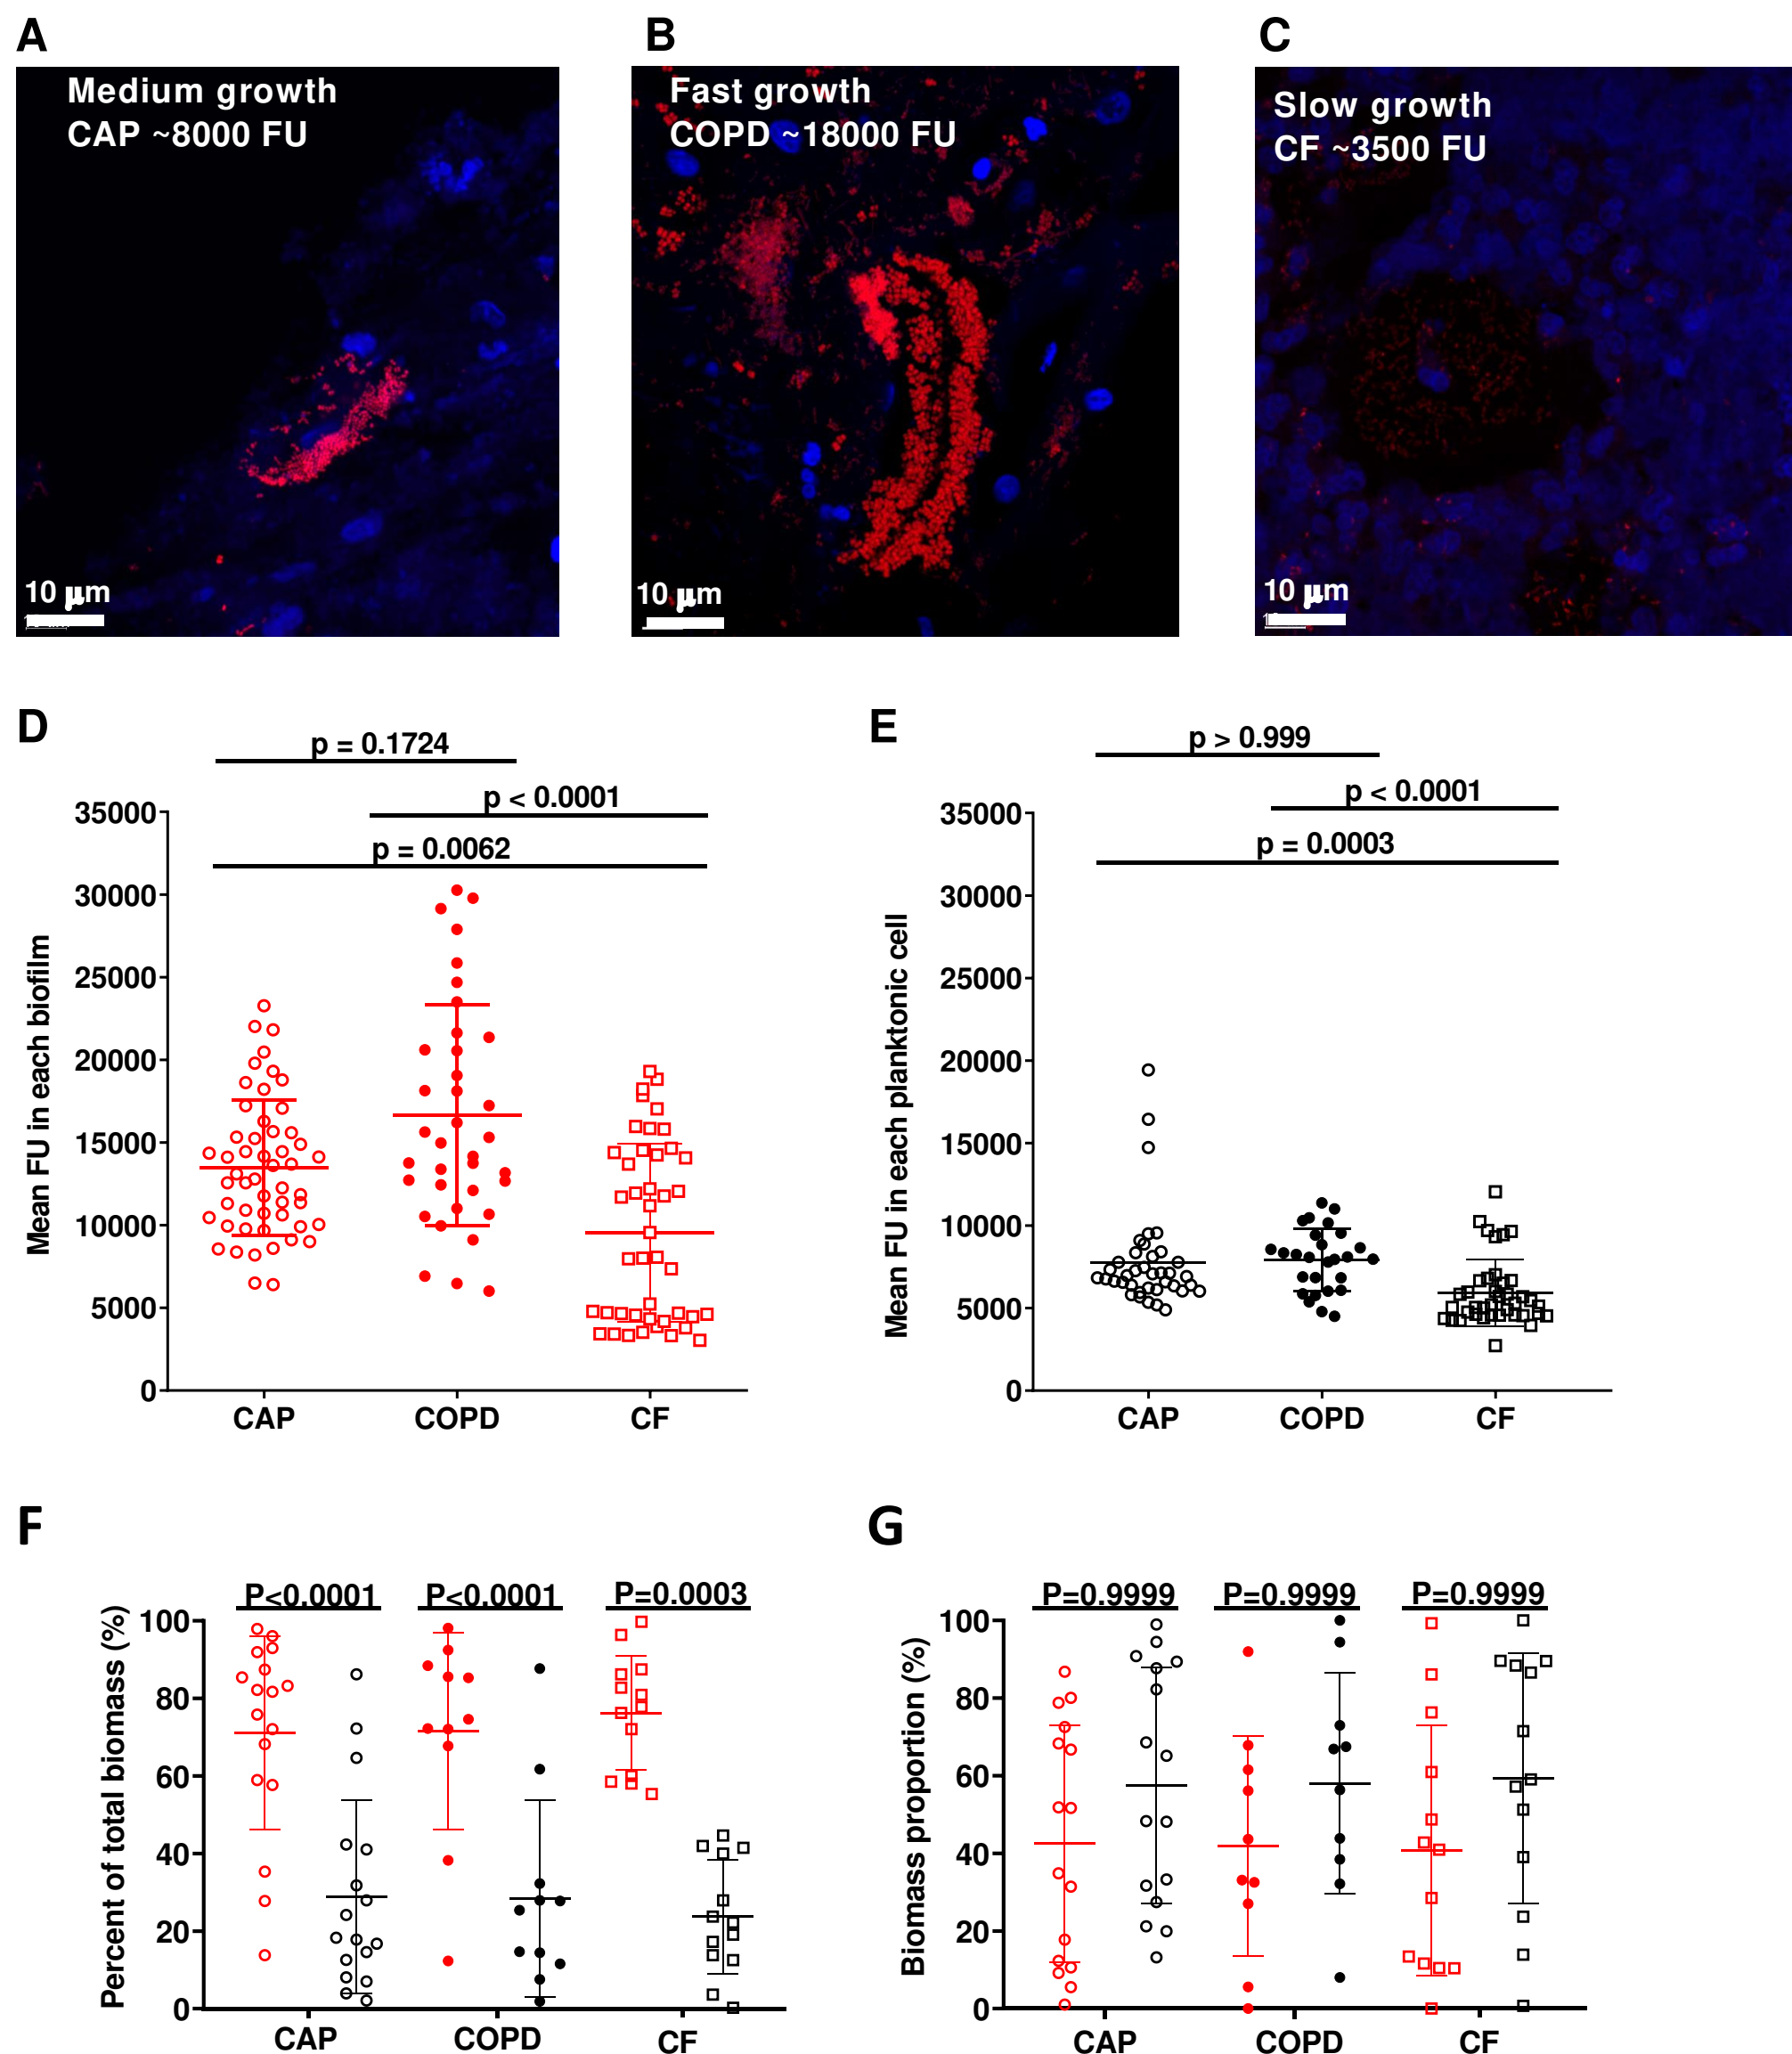 A
B
C
Medium growth
CAP ~8000 FU
Fast growth
COPD ~18000 FU
Slow growth
CF ~3500 FU
10 μm
10 μm
10 μm
D
p = 0.1724
p < 0.0001
p = 0.0062
Mean FU in each biofilm
35000
30000
25000
20000
15000
10000
5000
0
CAP
COPD
CF
E
p > 0.999
p < 0.0001
p = 0.0003
Mean FU in each planktonic cell
35000
30000
25000
20000
15000
10000
5000
0
CAP
COPD
CF
F
P<0.0001
P<0.0001
P=0.0003
Percent of total biomass (%)
100
80
60
40
20
0
CAP
COPD
CF
G
P=0.9999
P=0.9999
P=0.9999
Biomass proportion (%)
100
80
60
40
20
0
CAP
COPD
CF